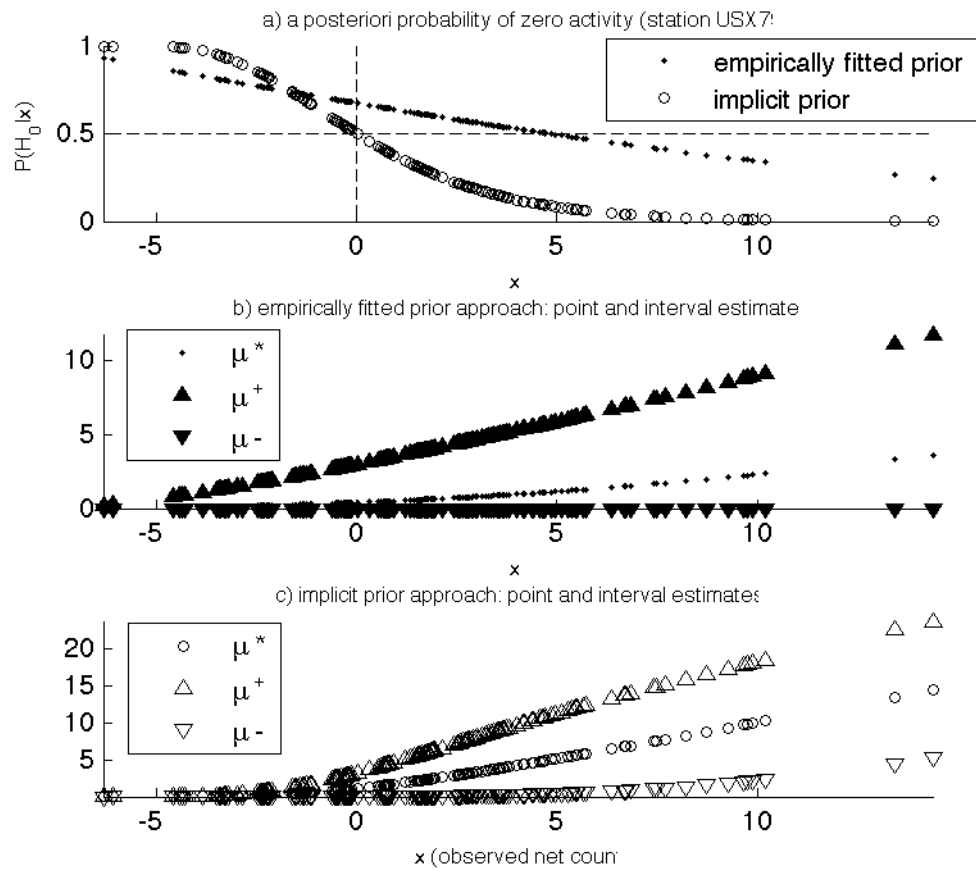 a) a posteriori probability of zero activity (station USX79
1
0.5
0
P(H_0|x)
empirically fitted prior
implicit prior
-5
0
5
10
x
b) empirically fitted prior approach: point and interval estimate
10
5
0
μ*
μ+
μ-
-5
0
5
10
x
c) implicit prior approach: point and interval estimates
20
15
10
5
μ*
μ+
μ-
-5
0
5
10
x (observed net coun